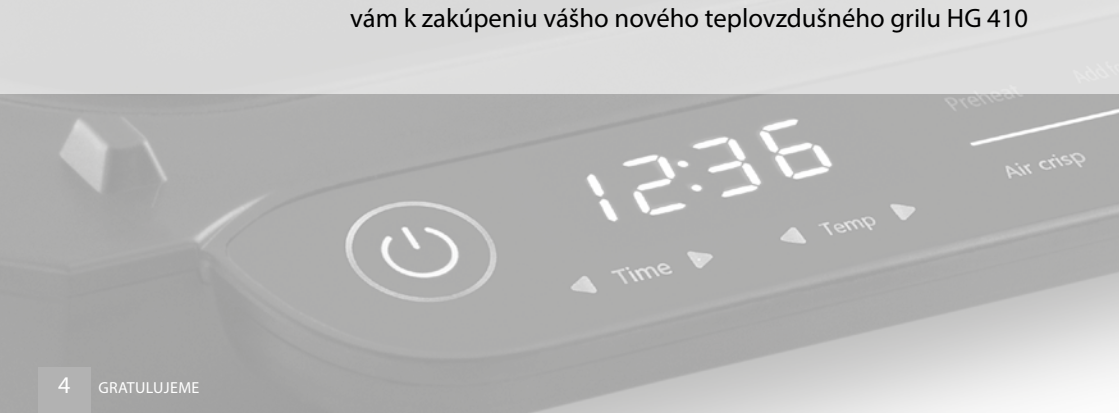 vám k zakúpeniu vášho nového teplovzdušného grilu HG 410
Preheat
12:36
Air crisp
Temp
Time
4 GRATULUJEME